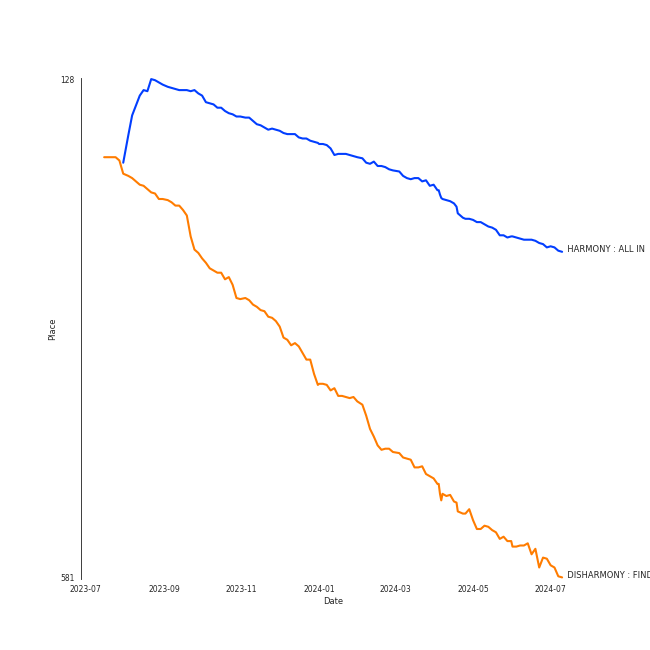 128
HARMONY : ALL IN
Place
581
DISHARMONY : FIND
2023-07
2023-09
2023-11
2024-01
2024-03
2024-05
2024-07
Date